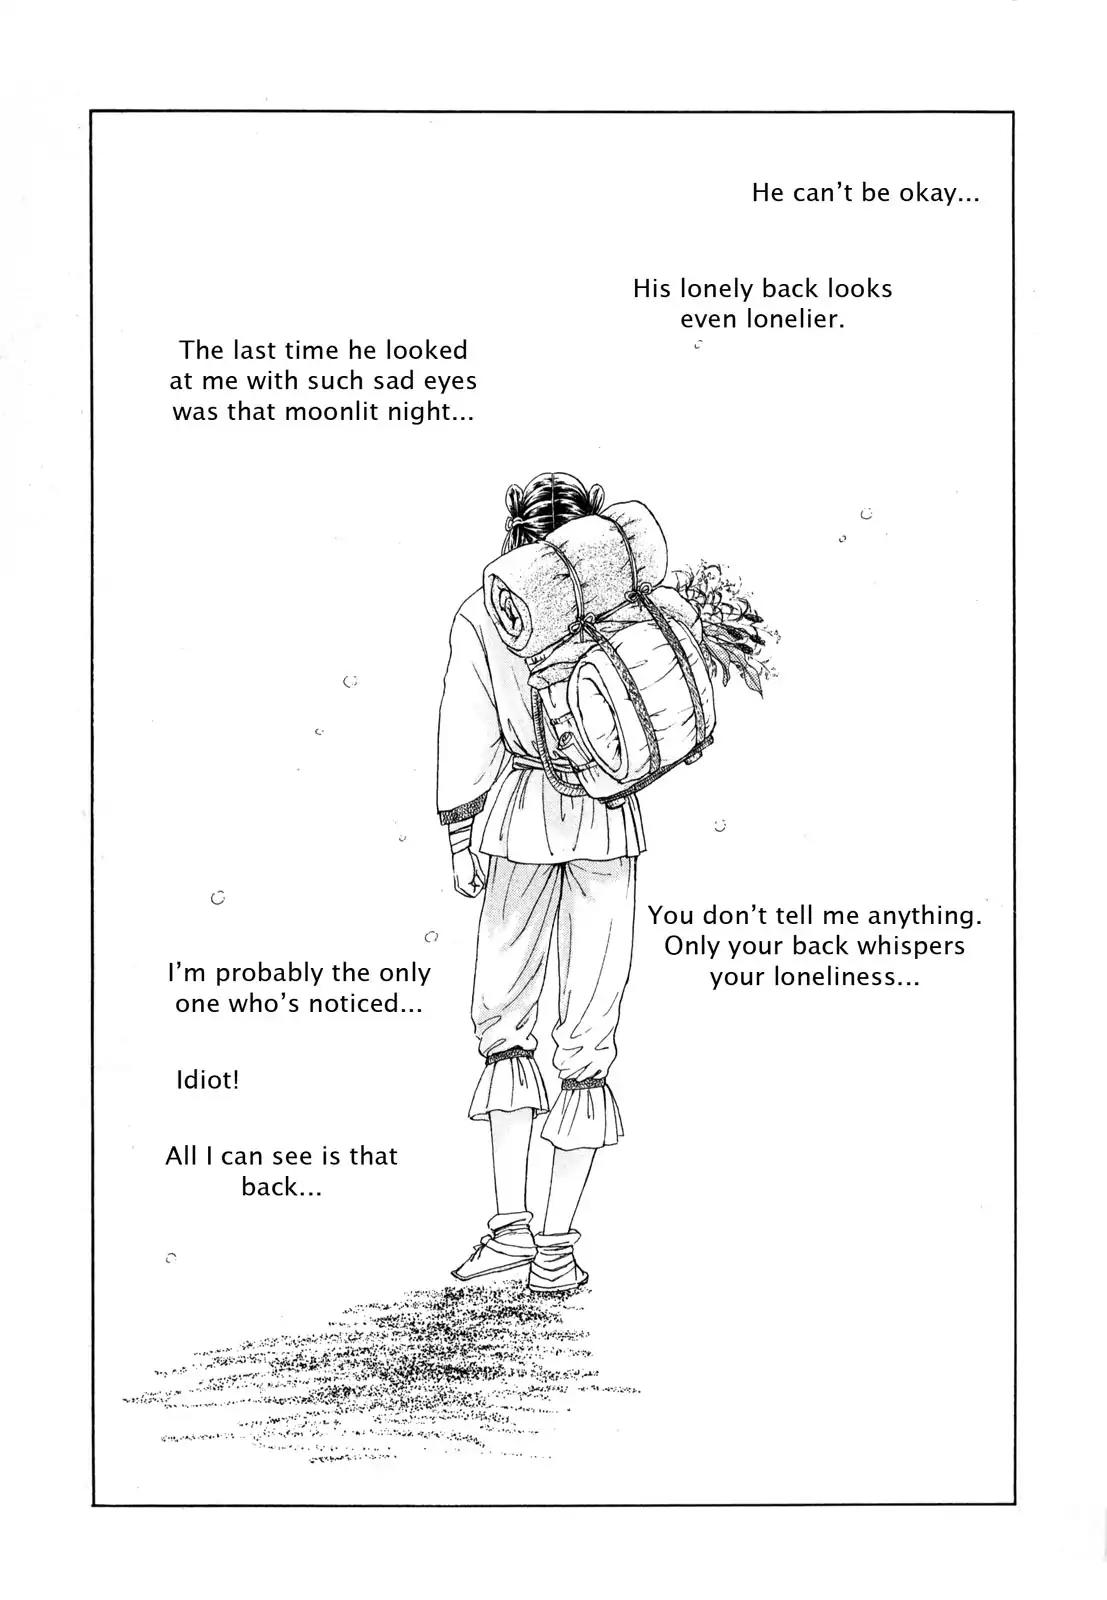 He can't be okay...
His lonely back looks
even lonelier.
The last time he looked
at me with such sad eyes
was that moonlit night...
You don't tell me anything.
Only your back whispers
your loneliness...
I'm probably the only
one who's noticed...
Idiot!
All I can see is that
back...